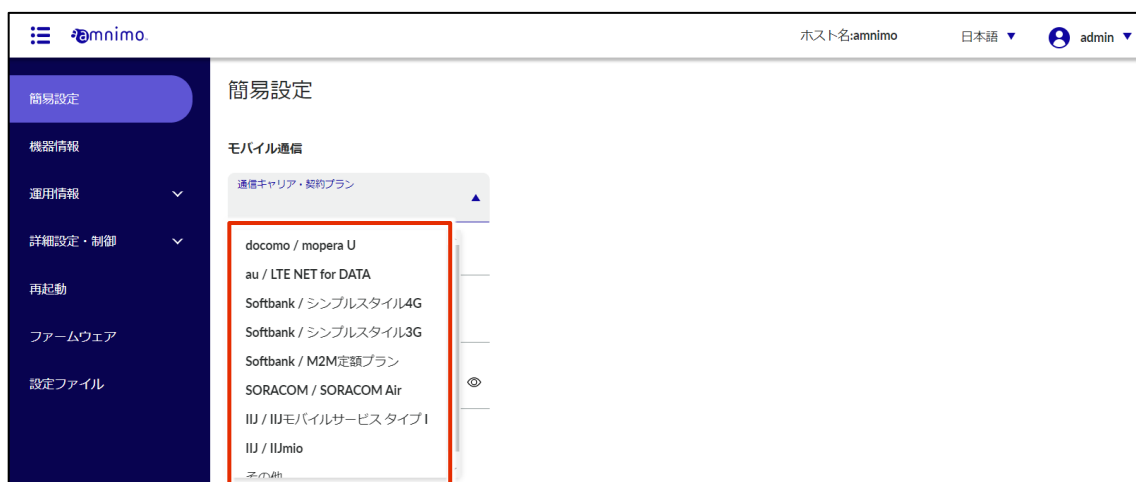 amnimo.
ホスト名:amnimo
日本語 ▼
admin ▼
簡易設定
機器情報
運用情報
詳細設定・制御
再起動
ファームウェア
設定ファイル
簡易設定
モバイル通信
通信キャリア・契約プラン
docomo / mopera U
au / LTE NET for DATA
Softbank / シンプルスタイル4G
Softbank / シンプルスタイル3G
Softbank / M2M定額プラン
SORACOM / SORACOM Air
IIJ / IIJモバイルサービス タイプ I
IIJ / IIJmio
その他